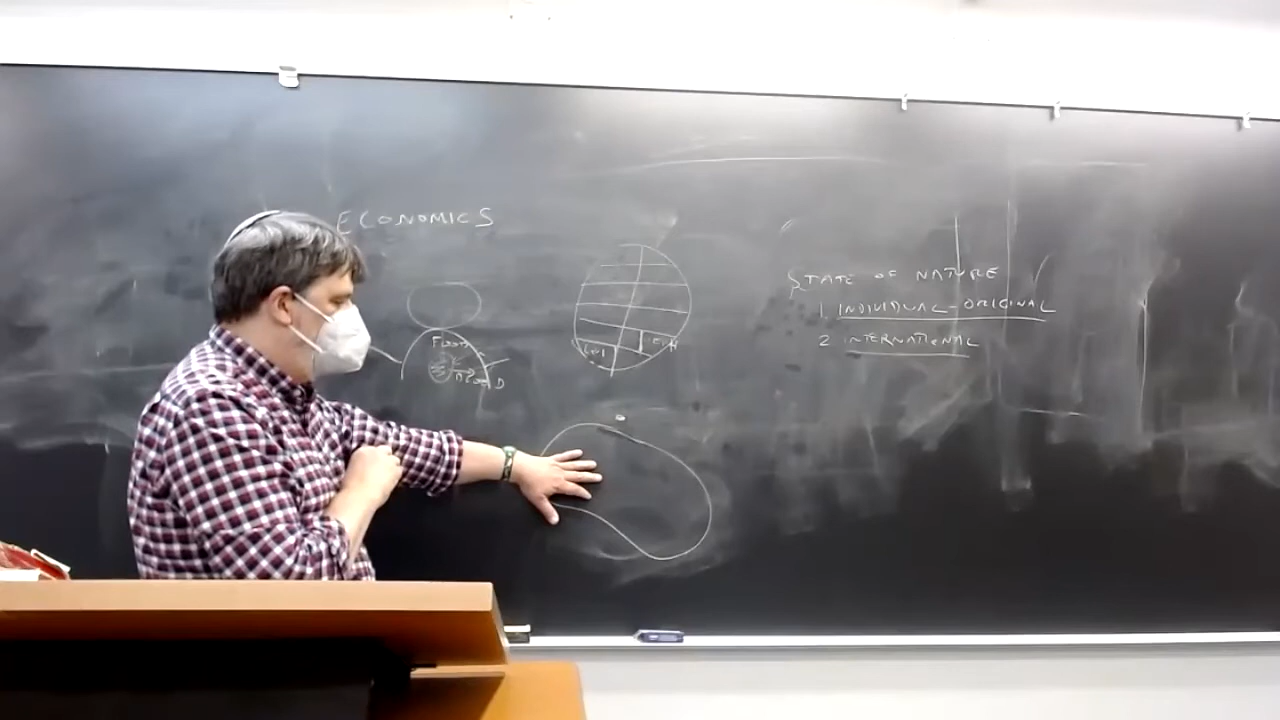 ECONOMICS
STATE OF NATURE
1 INDIVIDUAL-ORIGINAL
2 INTERNATIONAL